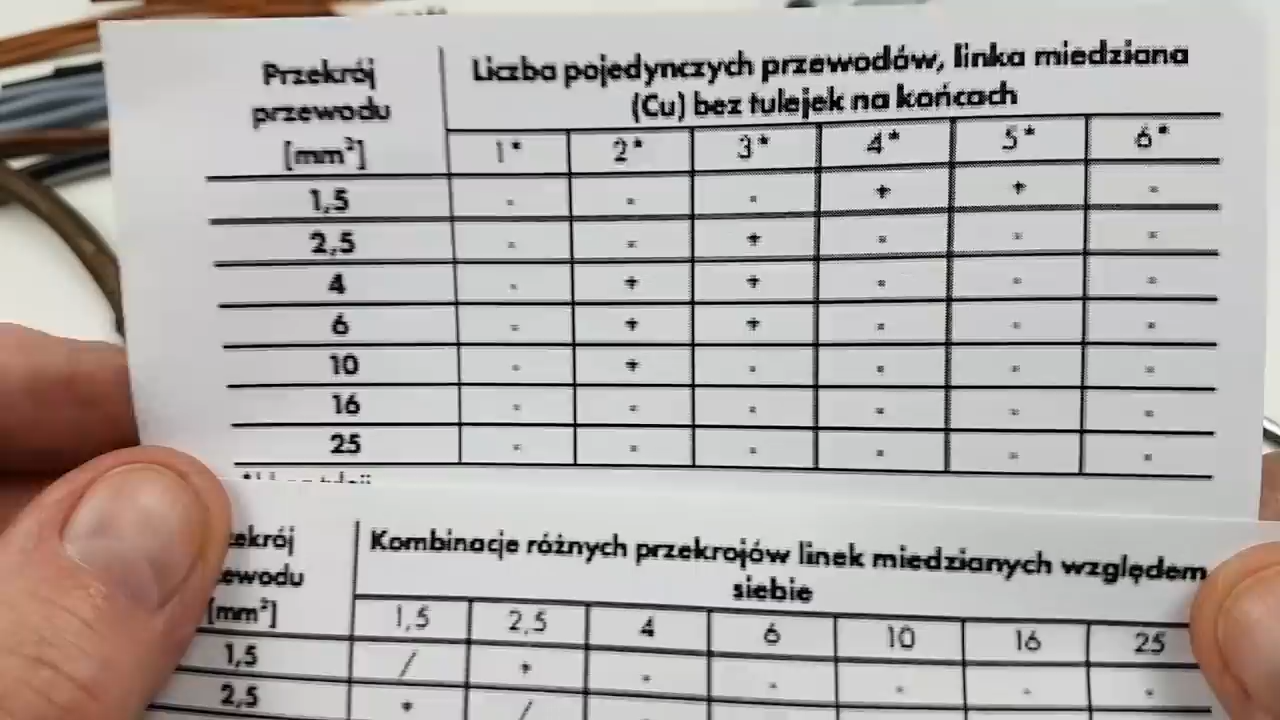 Przekrój przewodu [mm²] | Liczba pojedynczych przewodów, linka miedziana (Cu) bez tulejek na końcach
1* 2* 3* 4* 5* 6*
1,5 - - - + + -
2,5 - - + - - -
4 - + + - - -
6 - + + - - -
10 - + - - - -
16 - - - - - -
25 - - - - - -
[mm²] | Kombinacje różnych przekrojów linek miedzianych względem siebie
1,5 2,5 4 6 10 16 25
1,5 / + - - - - -
2,5 + /